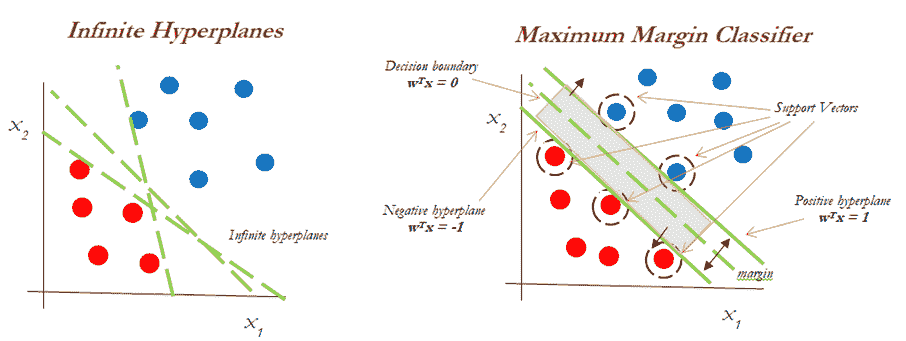 Infinite Hyperplanes
X2
Infinite hyperplanes
X1
Maximum Margin Classifier
Decision boundary
wTx = 0
Support Vectors
X2
Negative hyperplane
wTx = -1
Positive hyperplane
wTx = 1
margin
X1